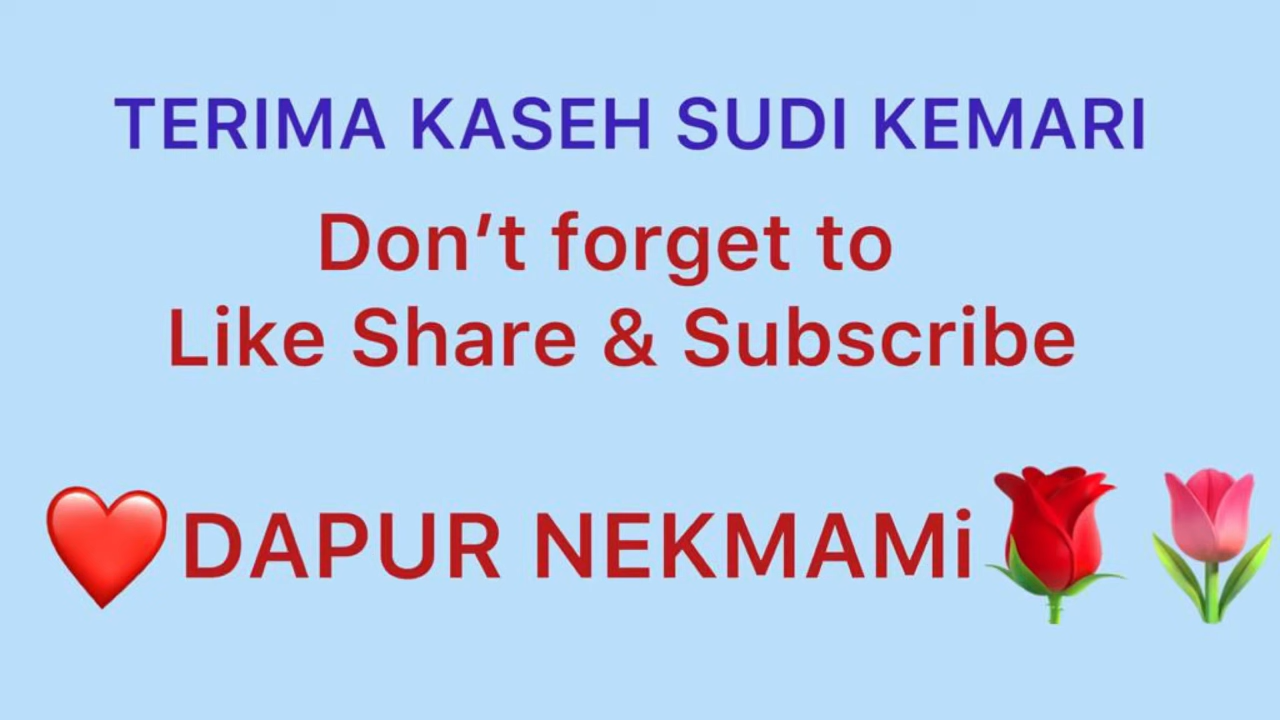 TERIMA KASEH SUDI KEMARI
Don’t forget to
Like Share & Subscribe
❤️DAPUR NEKMAMi🌹🌷